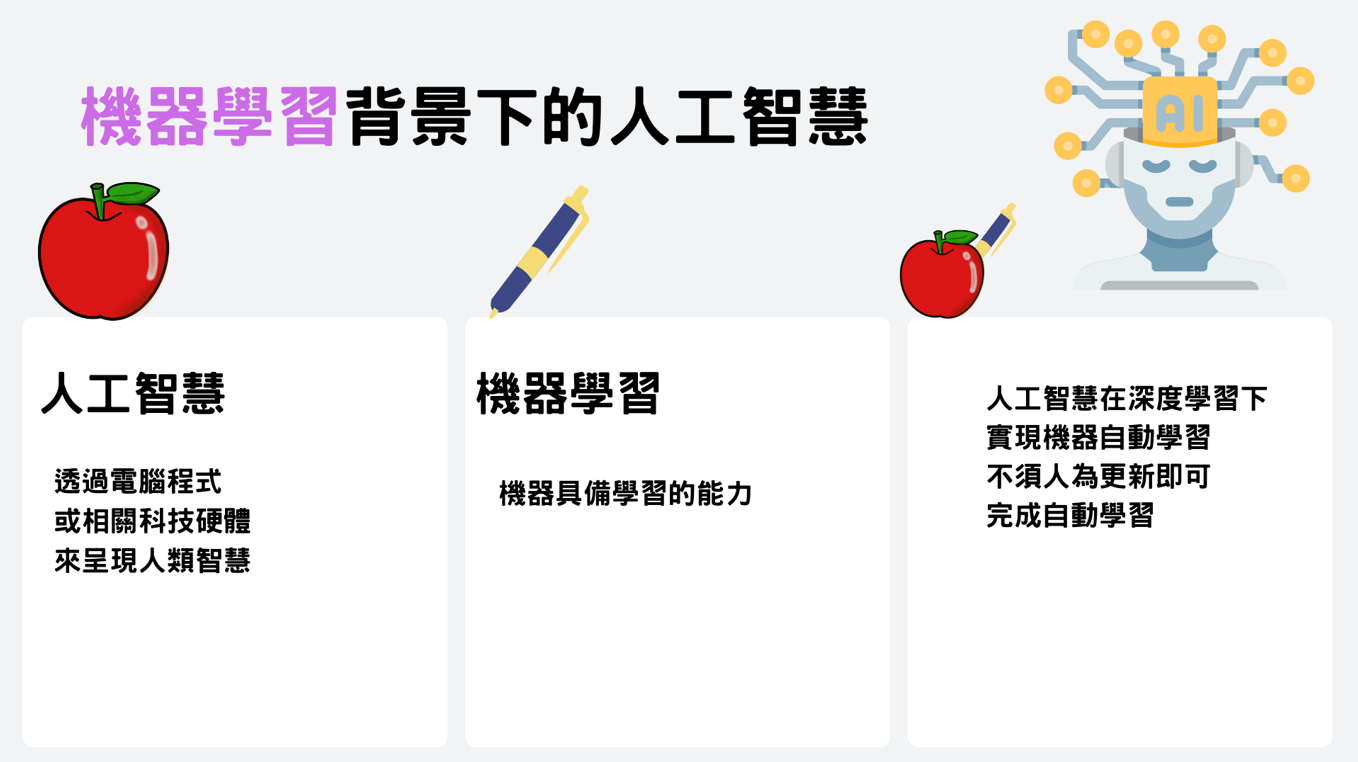 機器學習背景下的人工智慧
AI
人工智慧
透過電腦程式
或相關科技硬體
來呈現人類智慧
機器學習
機器具備學習的能力
人工智慧在深度學習下
實現機器自動學習
不須人為更新即可
完成自動學習